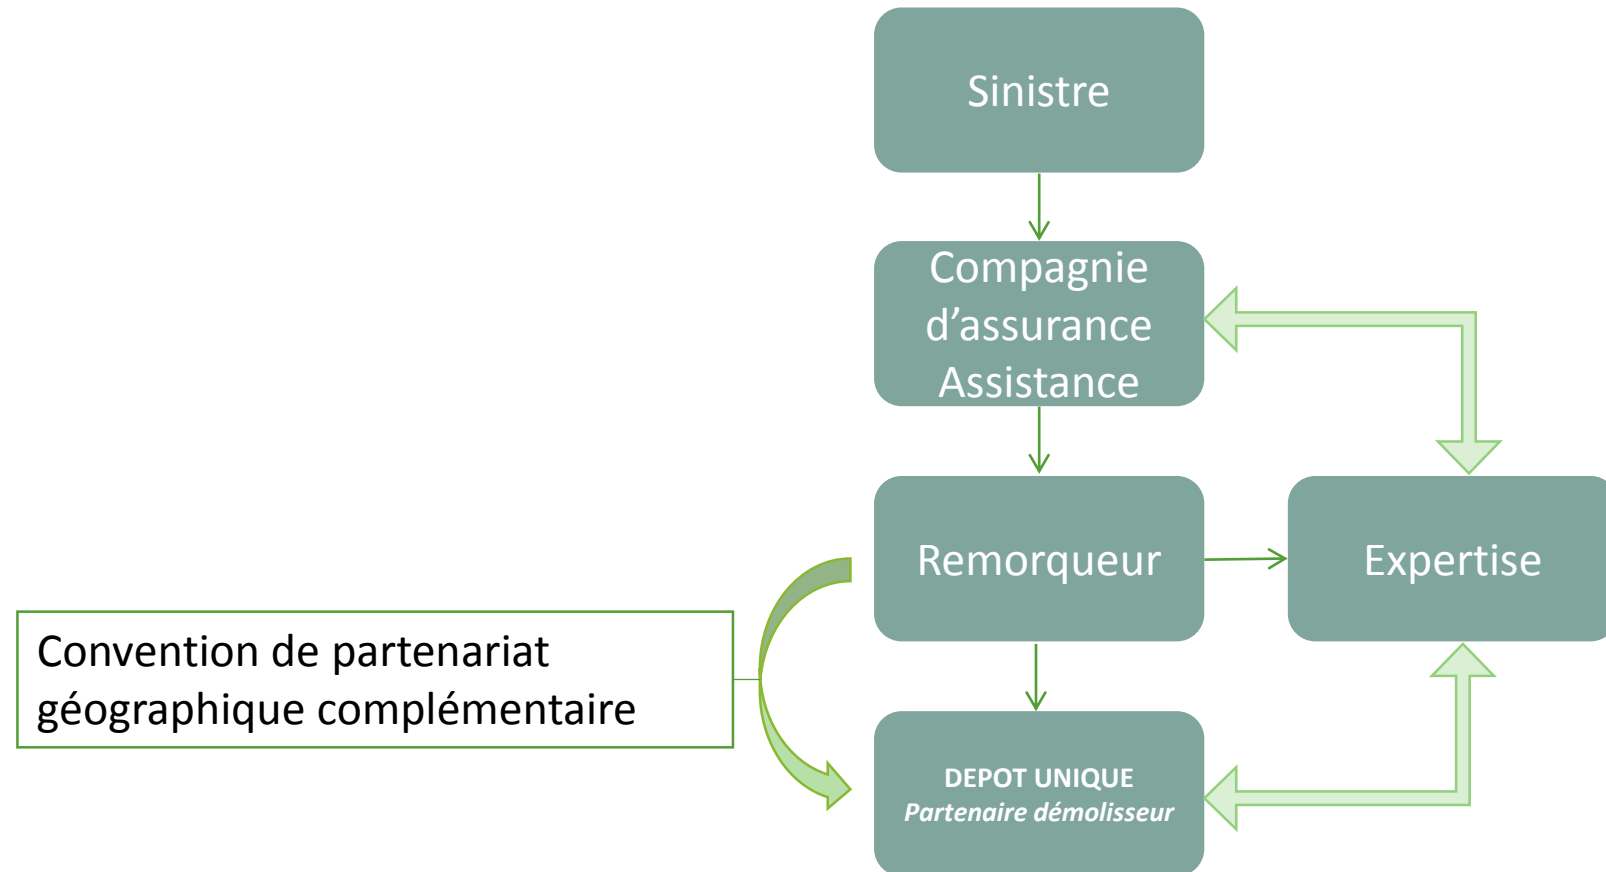 Sinistre
Compagnie
d’assurance
Assistance
Remorqueur
Expertise
Convention de partenariat
géographique complémentaire
DEPOT UNIQUE
Partenaire démolisseur